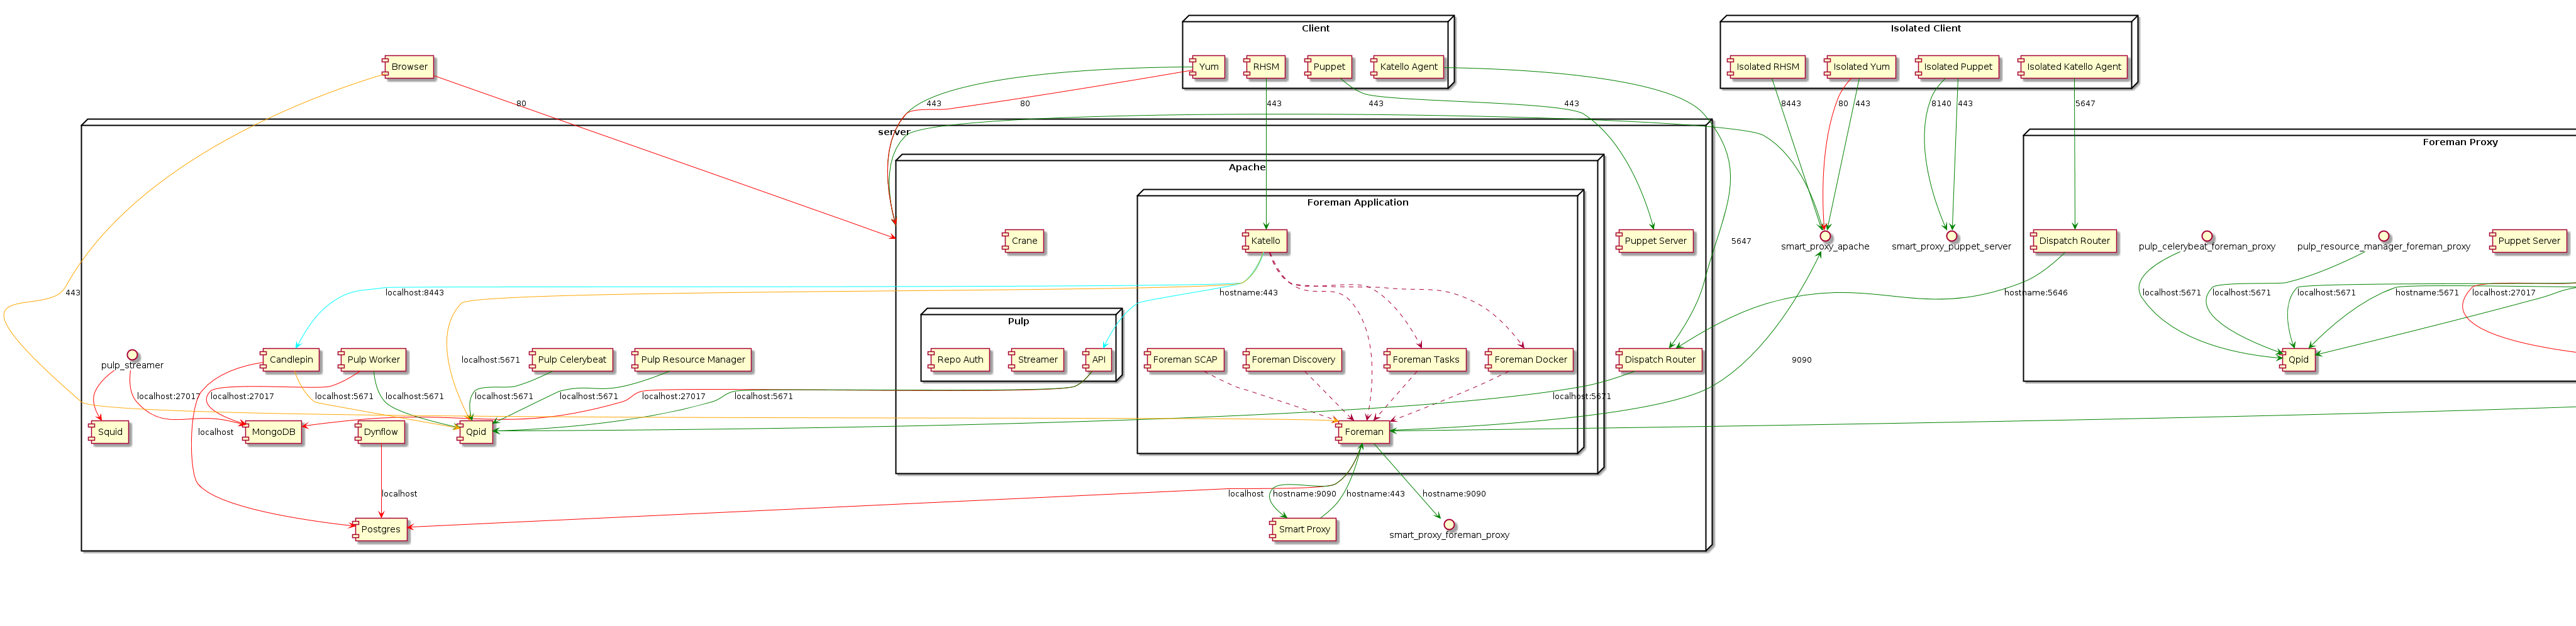 Client
Isolated Client
Browser
Yum
RHSM
Puppet
Katello Agent
Isolated RHSM
Isolated Yum
Isolated Puppet
Isolated Katello Agent
80
443
80
443
443
443
8443
80
443
8140
443
5647
server
Foreman Proxy
Apache
Foreman Application
Crane
Katello
Puppet Server
5647
smart_proxy_apache
smart_proxy_puppet_server
Dispatch Router
pulp_celerybeat_foreman_proxy
pulp_resource_manager_foreman_proxy
Puppet Server
443
localhost:8443
hostname:443
hostname:5646
localhost:5671
localhost:5671
localhost:5671
hostname:5671
localhost:27017
Pulp
pulp_streamer
Candlepin
Pulp Worker
localhost:5671
Pulp Celerybeat
Pulp Resource Manager
Repo Auth
Streamer
API
Foreman SCAP
Foreman Discovery
Foreman Tasks
Foreman Docker
Dispatch Router
9090
Qpid
localhost:27017
localhost:27017
localhost:5671
localhost:5671
localhost:5671
localhost:5671
localhost:27017
localhost:5671
localhost:5671
Squid
localhost
MongoDB
Dynflow
Qpid
Foreman
localhost
localhost
hostname:9090
hostname:443
hostname:9090
Postgres
Smart Proxy
smart_proxy_foreman_proxy